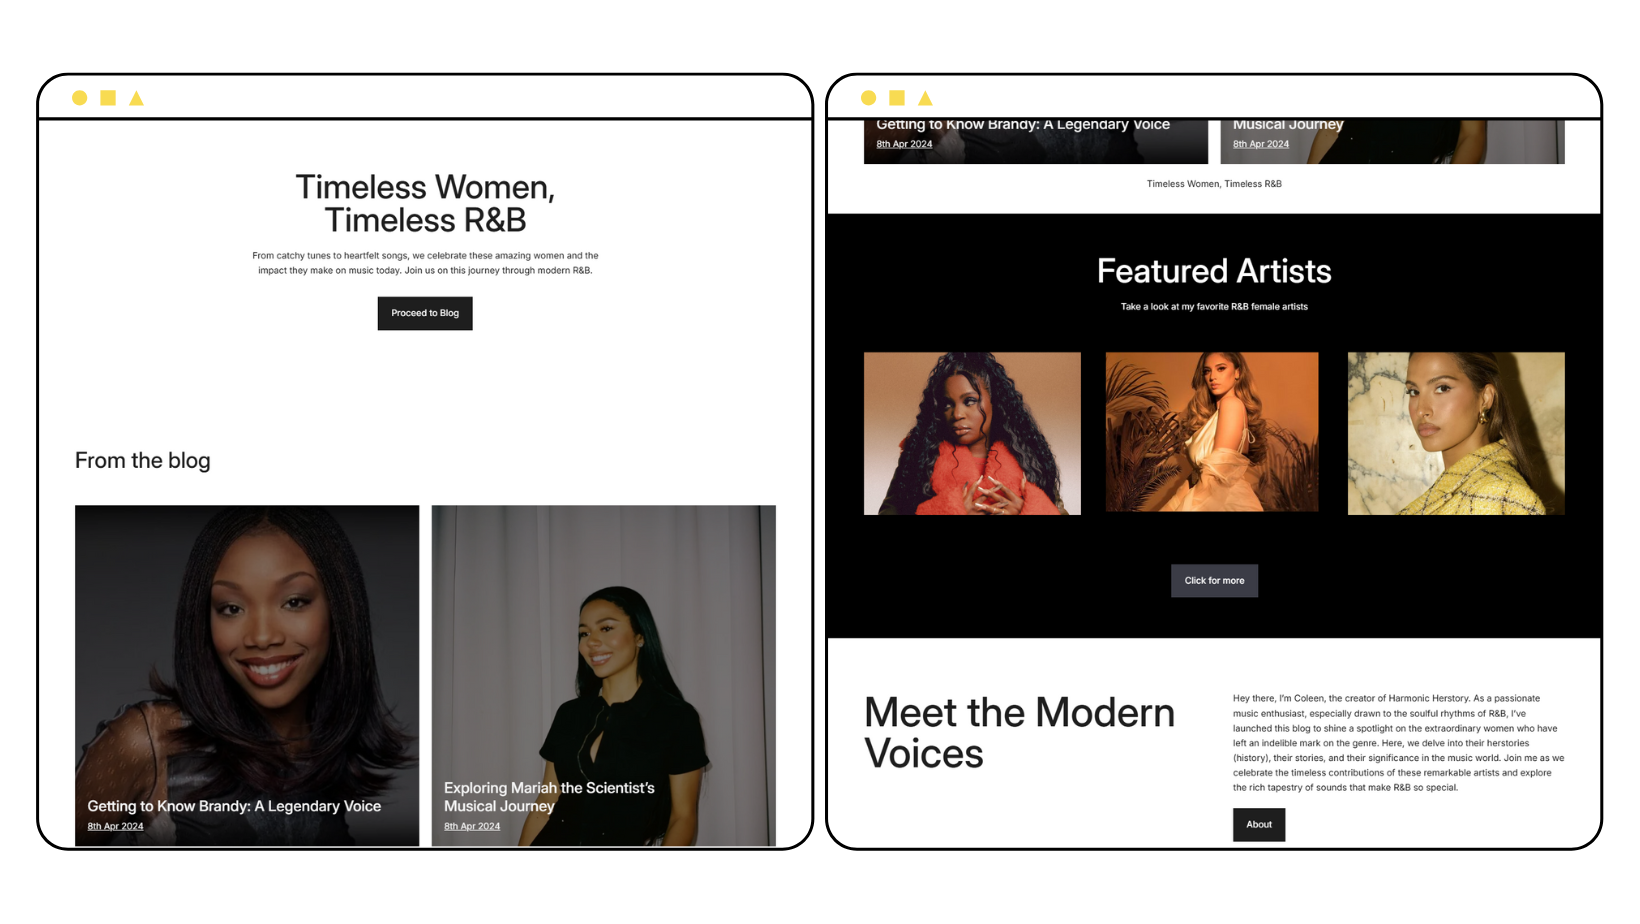 Timeless Women,
Timeless R&B
From catchy tunes to heartfelt songs, we celebrate these amazing women and the
impact they make on music today. Join us on this journey through modern R&B.
Proceed to Blog
From the blog
Getting to Know Brandy: A Legendary Voice
8th Apr 2024
Exploring Mariah the Scientist's
Musical Journey
8th Apr 2024
Getting to Know Brandy: A Legendary Voice
8th Apr 2024
Musical Journey
8th Apr 2024
Timeless Women, Timeless R&B
Featured Artists
Take a look at my favorite R&B female artists
Click for more
Meet the Modern
Voices
Hey there, I'm Coleen, the creator of Harmonic Herstory. As a passionate
music enthusiast, especially drawn to the soulful rhythms of R&B, I've
launched this blog to shine a spotlight on the extraordinary women who have
left an indelible mark on the genre. Here, we delve into their herstories
(history), their stories, and their significance in the music world. Join me as we
celebrate the timeless contributions of these remarkable artists and explore
the rich tapestry of sounds that make R&B so special.
About